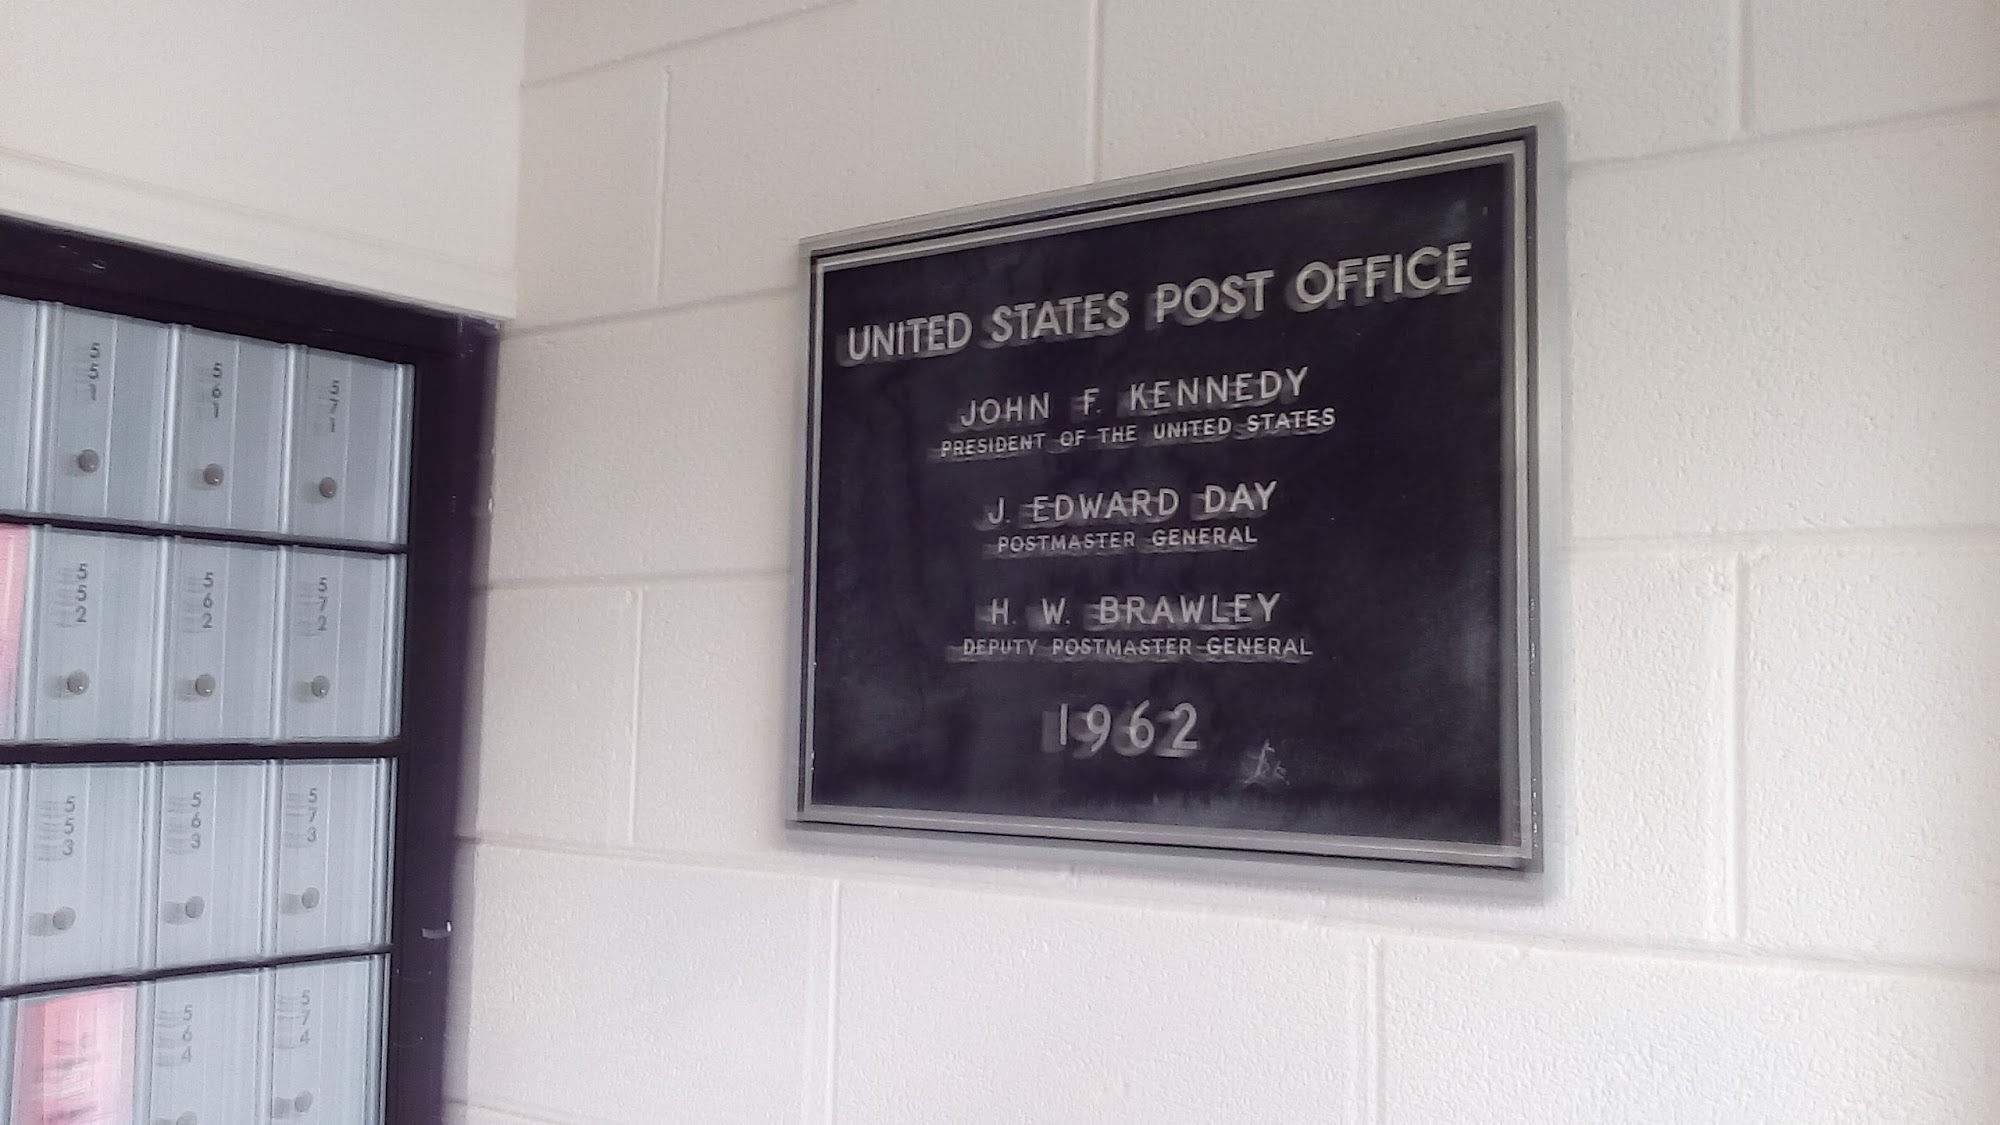 UNITED STATES POST OFFICE
JOHN F. KENNEDY
PRESIDENT OF THE UNITED STATES
J. EDWARD DAY
POSTMASTER GENERAL
H. W. BRAWLEY
DEPUTY POSTMASTER GENERAL
1962
551
561
571
552
562
572
553
563
573
564
574